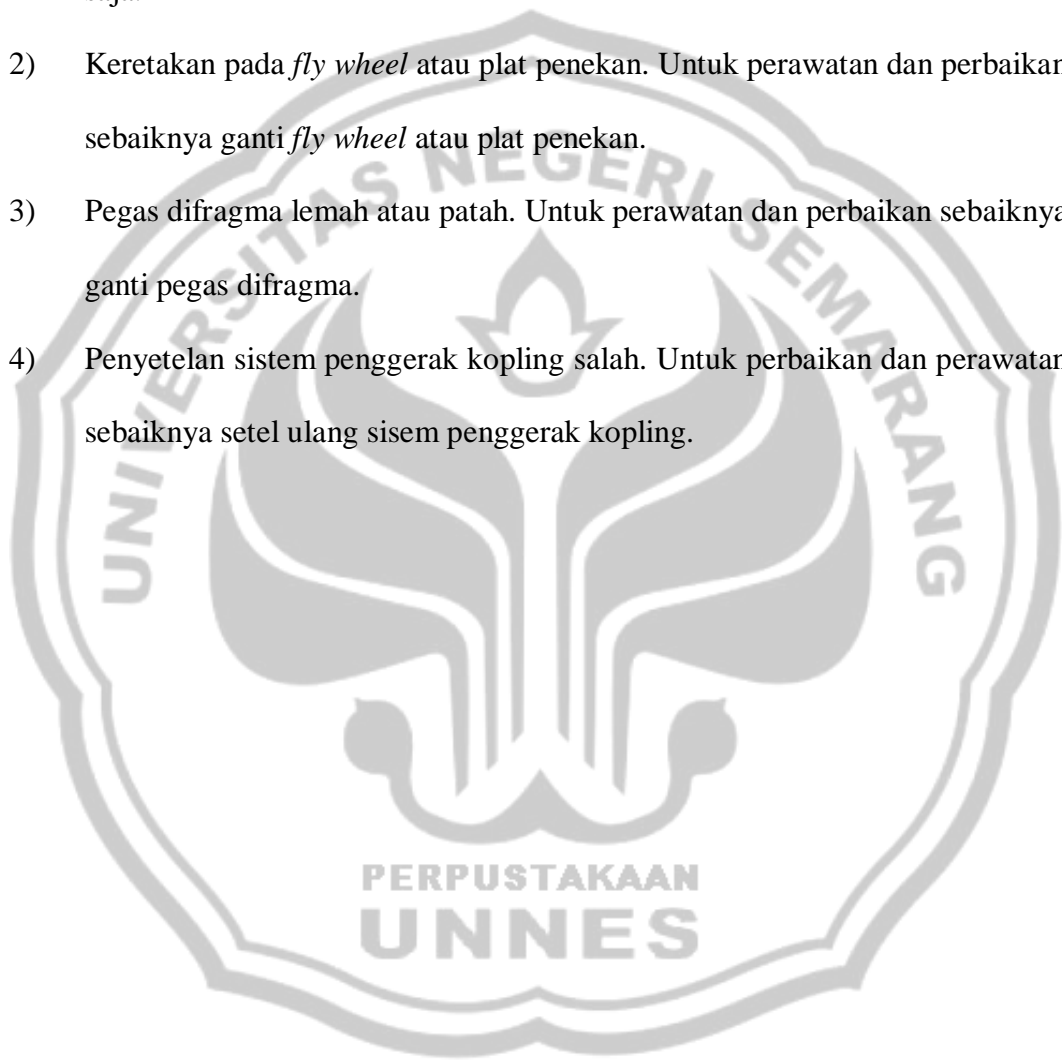 2) Keretakan pada fly wheel atau plat penekan. Untuk perawatan dan perbaikan
sebaiknya ganti fly wheel atau plat penekan.
3) Pegas difragma lemah atau patah. Untuk perawatan dan perbaikan sebaiknya
ganti pegas difragma.
4) Penyetelan sistem penggerak kopling salah. Untuk perbaikan dan perawatan
sebaiknya setel ulang sisem penggerak kopling.
UNIVERSITAS NEGERI SEMARANG
PERPUSTAKAAN
UNNES